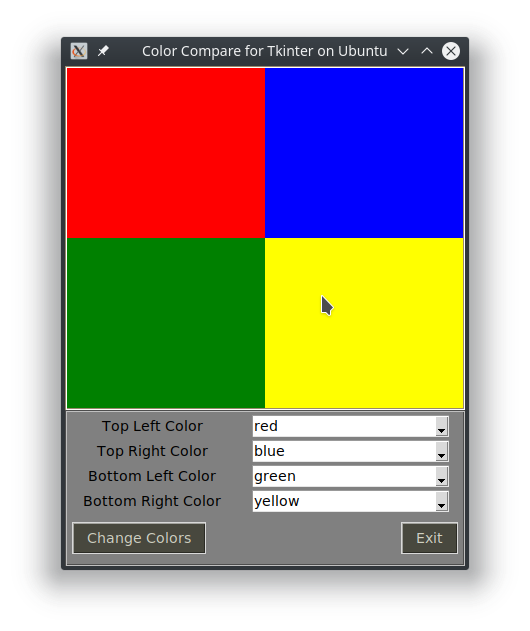 Color Compare for Tkinter on Ubuntu
Top Left Color red
Top Right Color blue
Bottom Left Color green
Bottom Right Color yellow
Change Colors Exit